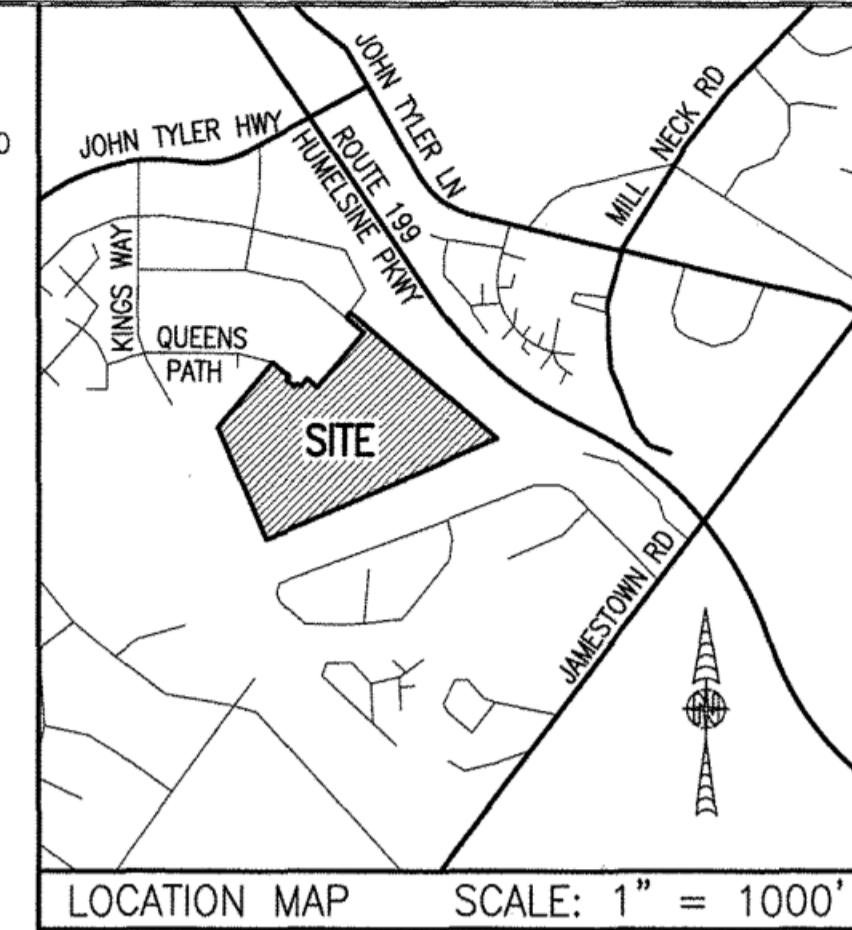 0
JOHN TYLER HWY
JOHN TYLER LN
ROUTE 199
HUMELSINE PKWY
MILL NECK RD
KINGS WAY
QUEENS
PATH
SITE
JAMESTOWN RD
N
LOCATION MAP SCALE: 1" = 1000'